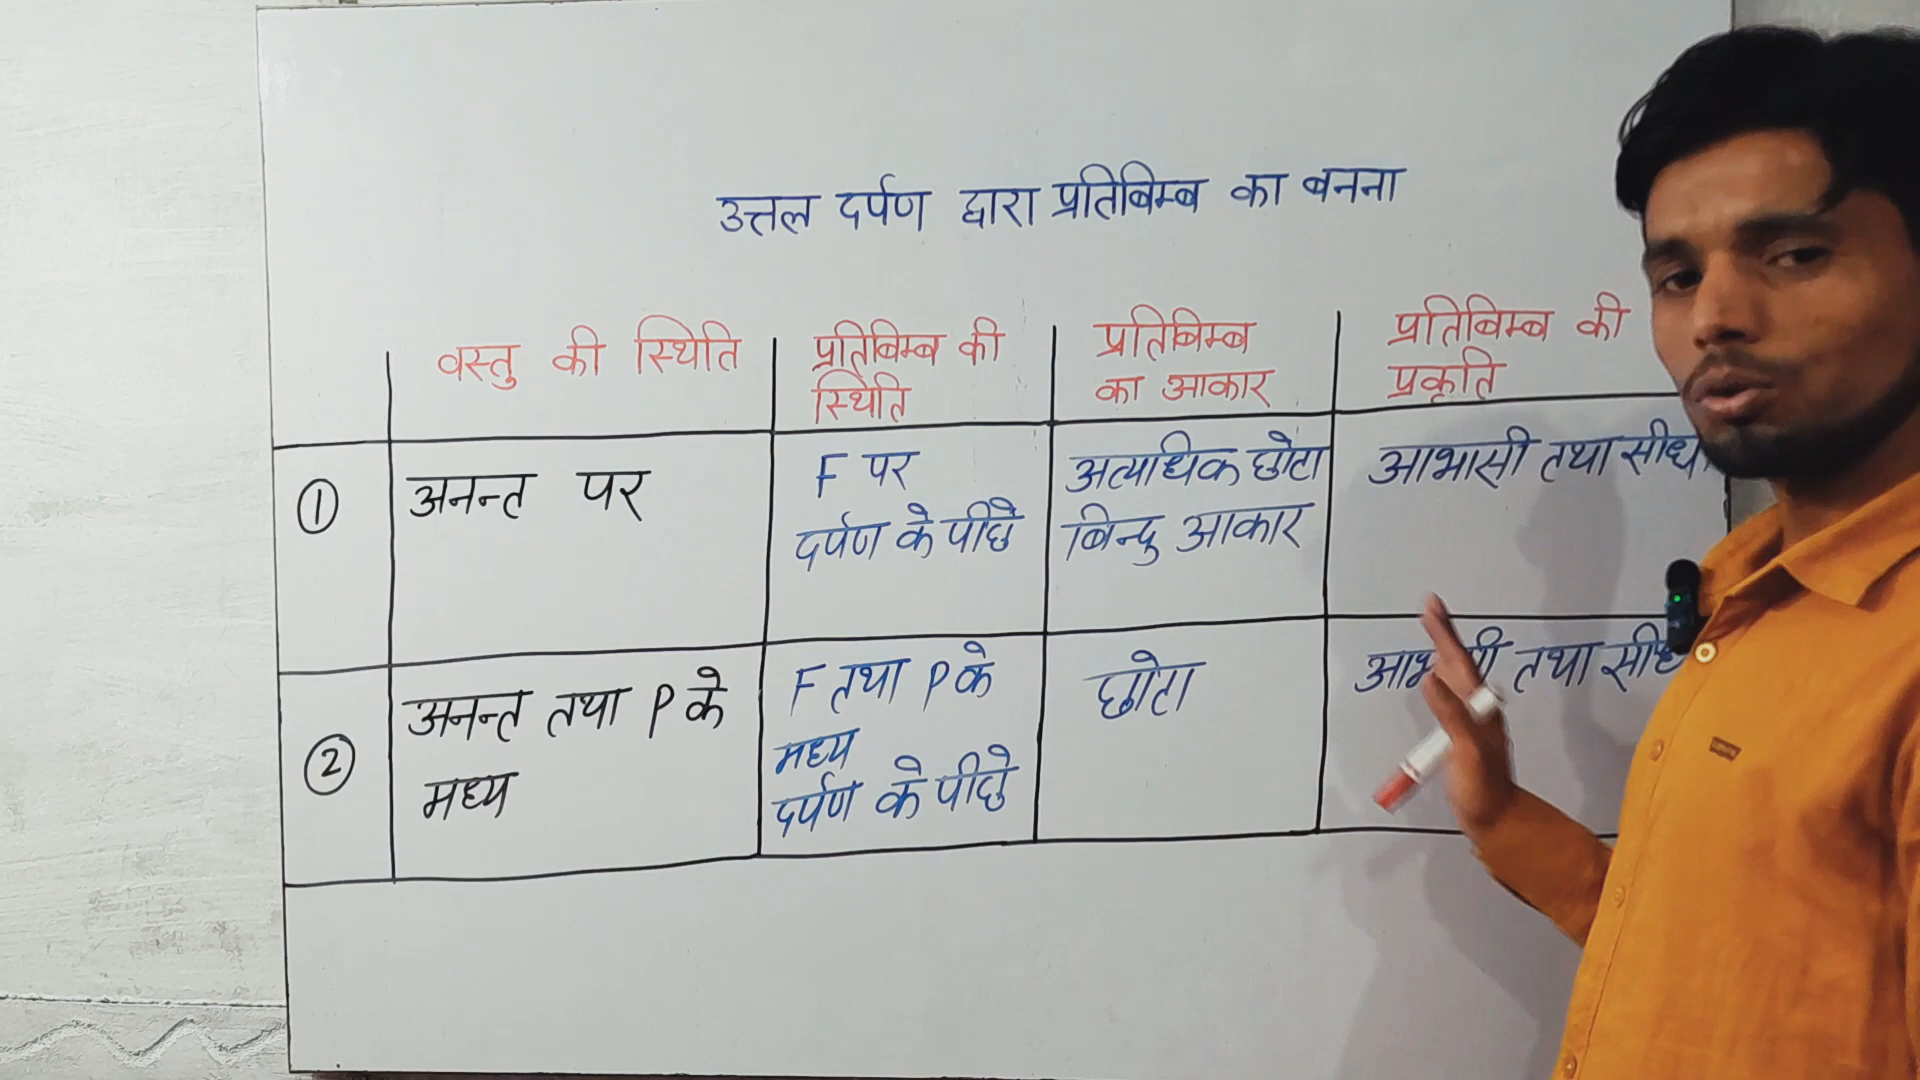 उत्तल दर्पण द्वारा प्रतिबिम्ब का बनना
वस्तु की स्थिति
प्रतिबिम्ब की
स्थिति
प्रतिबिम्ब
का आकार
प्रतिबिम्ब की
प्रकृति
①
अनन्त पर
F पर
दर्पण के पीछे
अत्याधिक छोटा
बिन्दु आकार
आभासी तथा
②
अनन्त तथा P के
मध्य
F तथा P के
मध्य
दर्पण के पीछे
छोटा
तथा